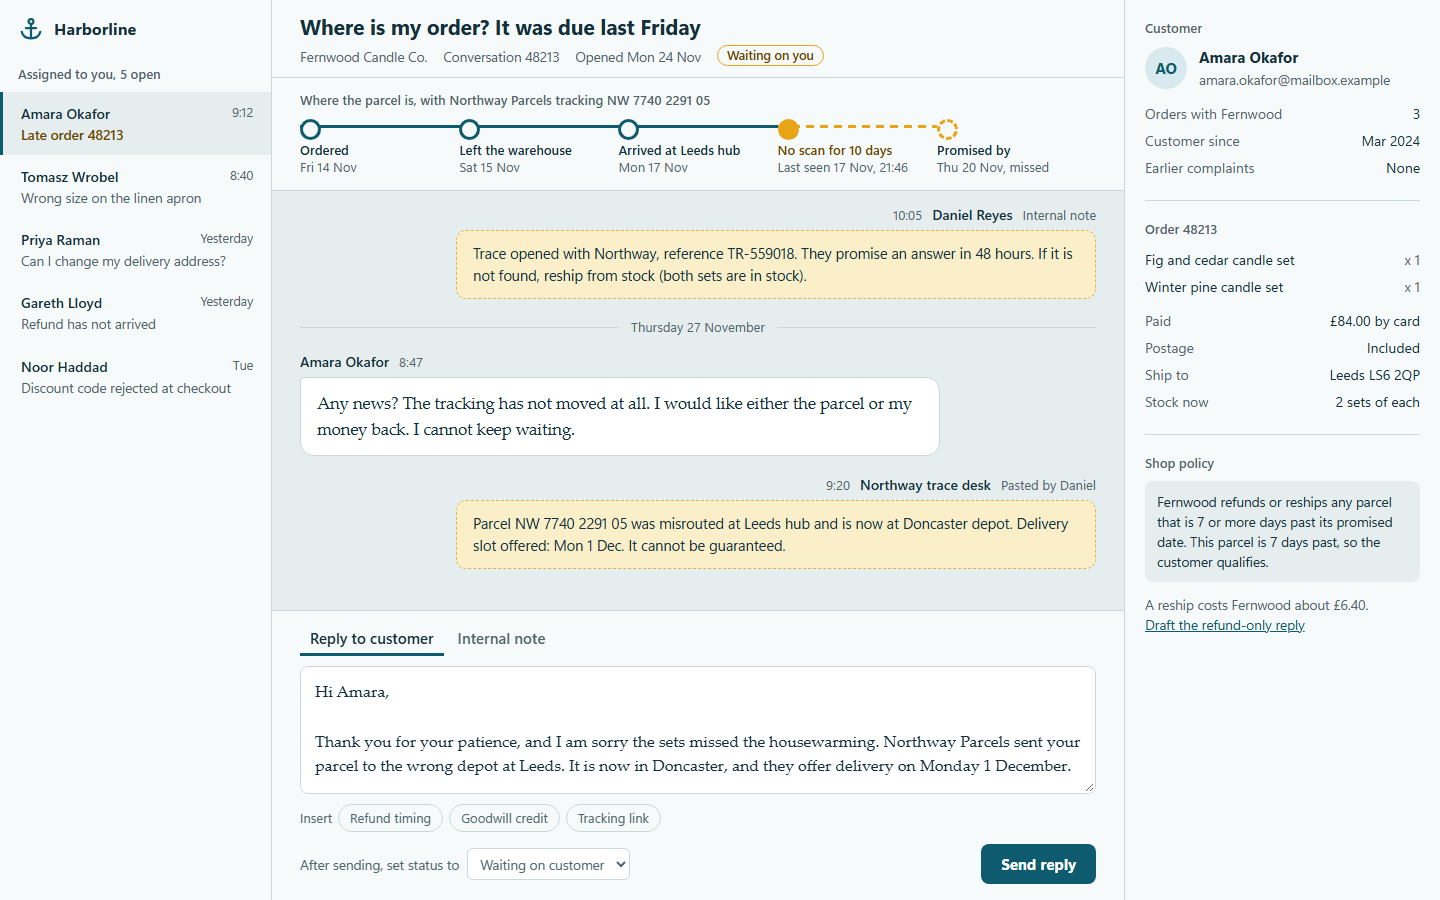 Harborline
Assigned to you, 5 open
Amara Okafor 9:12
Late order 48213
Tomasz Wrobel 8:40
Wrong size on the linen apron
Priya Raman Yesterday
Can I change my delivery address?
Gareth Lloyd Yesterday
Refund has not arrived
Noor Haddad Tue
Discount code rejected at checkout
Where is my order? It was due last Friday
Fernwood Candle Co. Conversation 48213 Opened Mon 24 Nov Waiting on you
Where the parcel is, with Northway Parcels tracking NW 7740 2291 05
Ordered
Fri 14 Nov
Left the warehouse
Sat 15 Nov
Arrived at Leeds hub
Mon 17 Nov
No scan for 10 days
Last seen 17 Nov, 21:46
Promised by
Thu 20 Nov, missed
10:05 Daniel Reyes Internal note
Trace opened with Northway, reference TR-559018. They promise an answer in 48 hours. If it is
not found, reship from stock (both sets are in stock).
Thursday 27 November
Amara Okafor 8:47
Any news? The tracking has not moved at all. I would like either the parcel or my
money back. I cannot keep waiting.
9:20 Northway trace desk Pasted by Daniel
Parcel NW 7740 2291 05 was misrouted at Leeds hub and is now at Doncaster depot. Delivery
slot offered: Mon 1 Dec. It cannot be guaranteed.
Reply to customer Internal note
Hi Amara,
Thank you for your patience, and I am sorry the sets missed the housewarming. Northway Parcels sent your
parcel to the wrong depot at Leeds. It is now in Doncaster, and they offer delivery on Monday 1 December.
Insert Refund timing Goodwill credit Tracking link
After sending, set status to Waiting on customer Send reply
Customer
AO
Amara Okafor
amara.okafor@mailbox.example
Orders with Fernwood 3
Customer since Mar 2024
Earlier complaints None
Order 48213
Fig and cedar candle set x 1
Winter pine candle set x 1
Paid £84.00 by card
Postage Included
Ship to Leeds LS6 2QP
Stock now 2 sets of each
Shop policy
Fernwood refunds or reships any parcel
that is 7 or more days past its promised
date. This parcel is 7 days past, so the
customer qualifies.
A reship costs Fernwood about £6.40.
Draft the refund-only reply